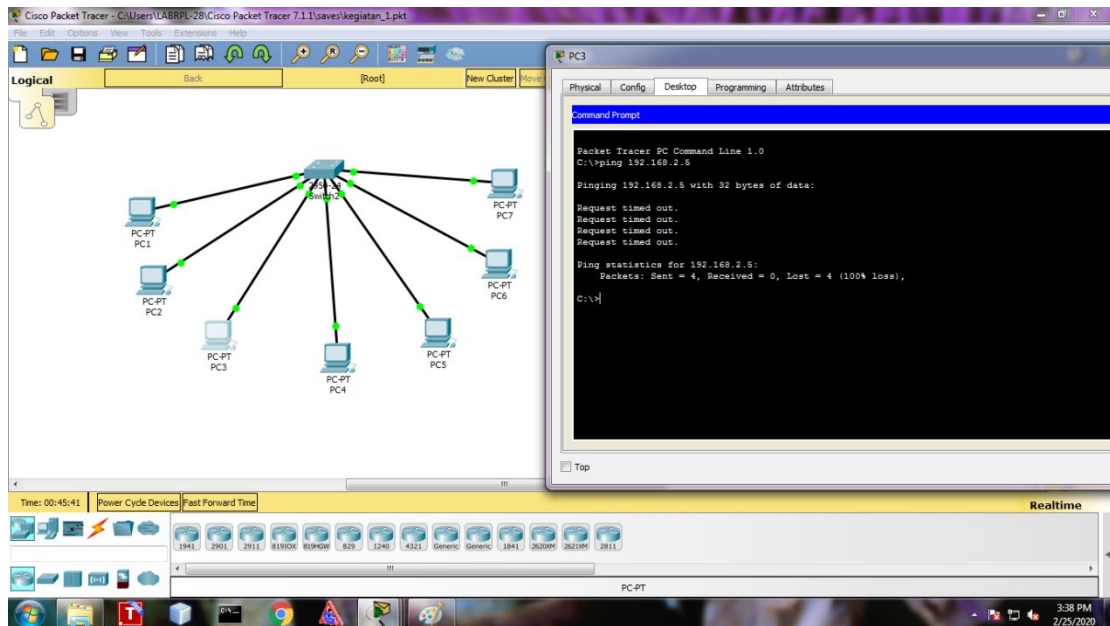 Cisco Packet Tracer - C:\Users\LABRPL-28\Cisco Packet Tracer 7.1.1\saves\kegiatan_1.pkt
File Edit Options View Tools Extensions Help
Logical
Back
[Root]
New Cluster
Move
2950-24
Switch2
PC-PT
PC1
PC-PT
PC2
PC-PT
PC3
PC-PT
PC4
PC-PT
PC5
PC-PT
PC6
PC-PT
PC7
PC3
Physical Config Desktop Programming Attributes
Command Prompt
Packet Tracer PC Command Line 1.0
C:\>ping 192.168.2.5
Pinging 192.168.2.5 with 32 bytes of data:
Request timed out.
Request timed out.
Request timed out.
Request timed out.
Ping statistics for 192.168.2.5:
Packets: Sent = 4, Received = 0, Lost = 4 (100% loss),
C:\>
Top
Time: 00:45:41 Power Cycle Devices Fast Forward Time
Realtime
1941 2901 2911 819IOX 819HGW 829 1240 4321 Generic Generic 1841 2620XM 2621XM 2811
PC-PT
3:38 PM
2/25/2020